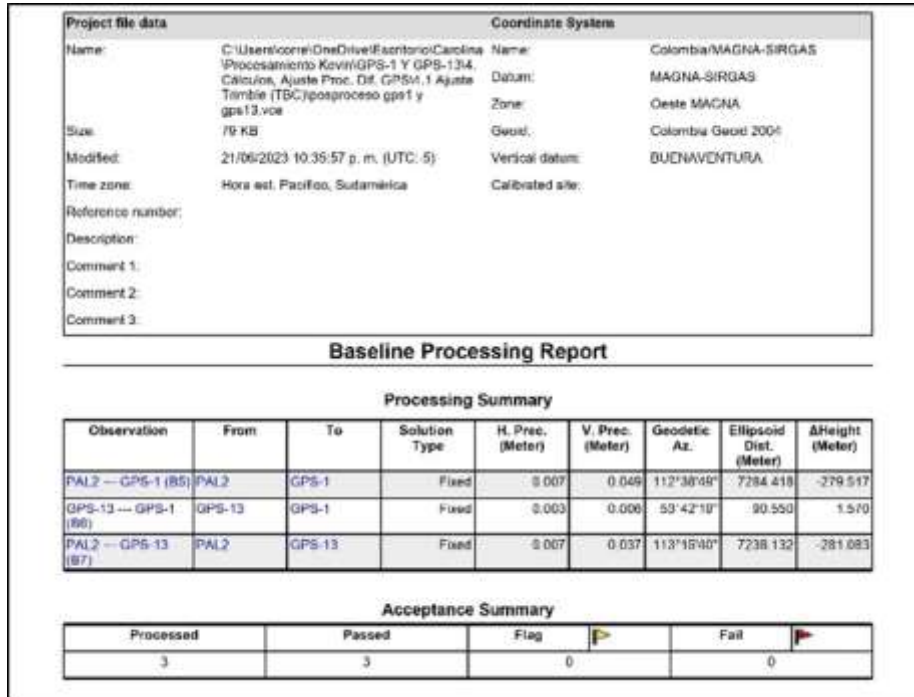 Project file data Coordinate System
Name: C:\Users\corre\OneDrive\Escritorio\Carolina Name: Colombia/MAGNA-SIRGAS
\Procesamiento Kevin\GPS-1 Y GPS-13\4.
Cálculos, Ajuste Proc. Dif. GPS\4.1 Ajuste Datum: MAGNA-SIRGAS
Trimble (TBC)\posproceso gps1 y
gps13.vce Zone: Oeste MAGNA
Size: 79 KB Geoid: Colombia Geoid 2004
Modified: 21/06/2023 10:35:57 p. m. (UTC:-5) Vertical datum: BUENAVENTURA
Time zone: Hora est. Pacífico, Sudamérica Calibrated site:
Reference number:
Description:
Comment 1:
Comment 2:
Comment 3:
Baseline Processing Report
Processing Summary
Observation From To Solution Type H. Prec. (Meter) V. Prec. (Meter) Geodetic Az. Ellipsoid Dist. (Meter) ΔHeight (Meter)
PAL2 --- GPS-1 (B5) PAL2 GPS-1 Fixed 0.007 0.049 112°38'49" 7284.418 -279.517
GPS-13 --- GPS-1 (B6) GPS-13 GPS-1 Fixed 0.003 0.006 53°42'19" 90.550 1.570
PAL2 --- GPS-13 (B7) PAL2 GPS-13 Fixed 0.007 0.037 113°15'40" 7238.132 -281.083
Acceptance Summary
Processed Passed Flag Fail
3 3 0 0